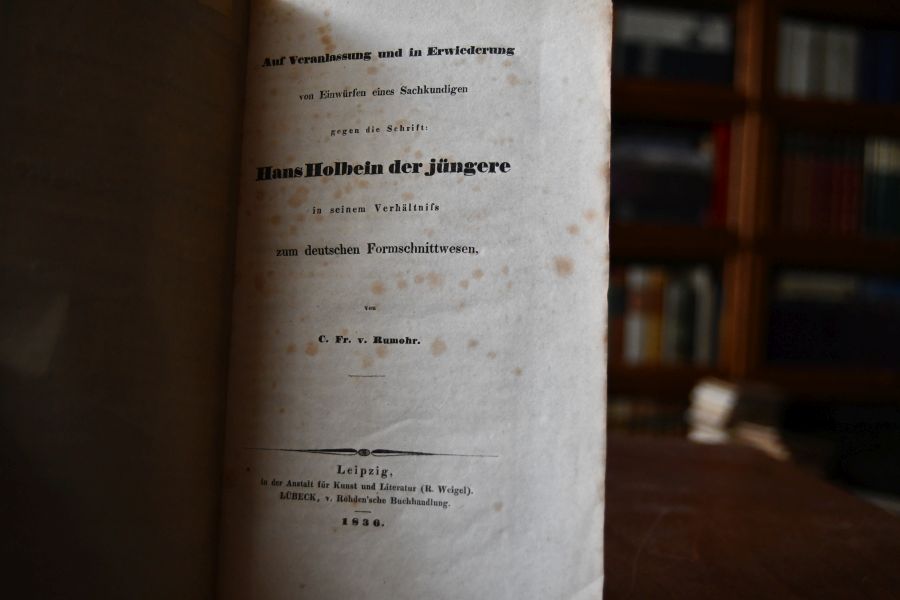 Auf Veranlassung und in Erwiederung
von Einwürfen eines Sachkundigen
gegen die Schrift:
Hans Holbein der jüngere
in seinem Verhältnifs
zum deutschen Formschnittwesen,
von
C. Fr. v. Rumohr.
Leipzig,
in der Anstalt für Kunst und Literatur (R. Weigel).
LÜBECK, v. Rohden'sche Buchhandlung.
1836.